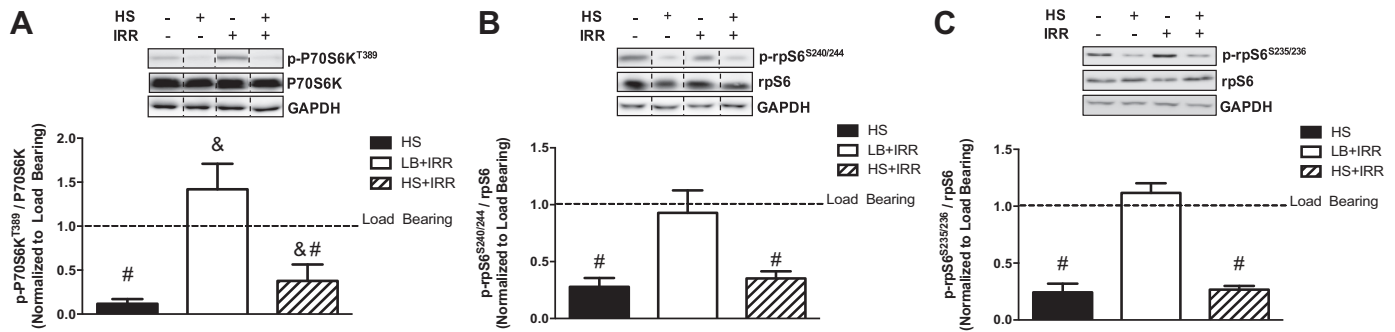 A
HS - + - +
IRR - - + +
p-P70S6K^T389
P70S6K
GAPDH
p-P70S6K^T389 / P70S6K
(Normalized to Load Bearing)
2.0
1.5
1.0
0.5
0.0
#
&
& #
HS
LB+IRR
HS+IRR
Load Bearing
B
HS - + - +
IRR - - + +
p-rpS6^S240/244
rpS6
GAPDH
p-rpS6^S240/244 / rpS6
(Normalized to Load Bearing)
1.5
1.0
0.5
0.0
#
#
HS
LB+IRR
HS+IRR
Load Bearing
C
HS - + - +
IRR - - + +
p-rpS6^S235/236
rpS6
GAPDH
p-rpS6^S235/236 / rpS6
(Normalized to Load Bearing)
1.5
1.0
0.5
0.0
#
#
HS
LB+IRR
HS+IRR
Load Bearing